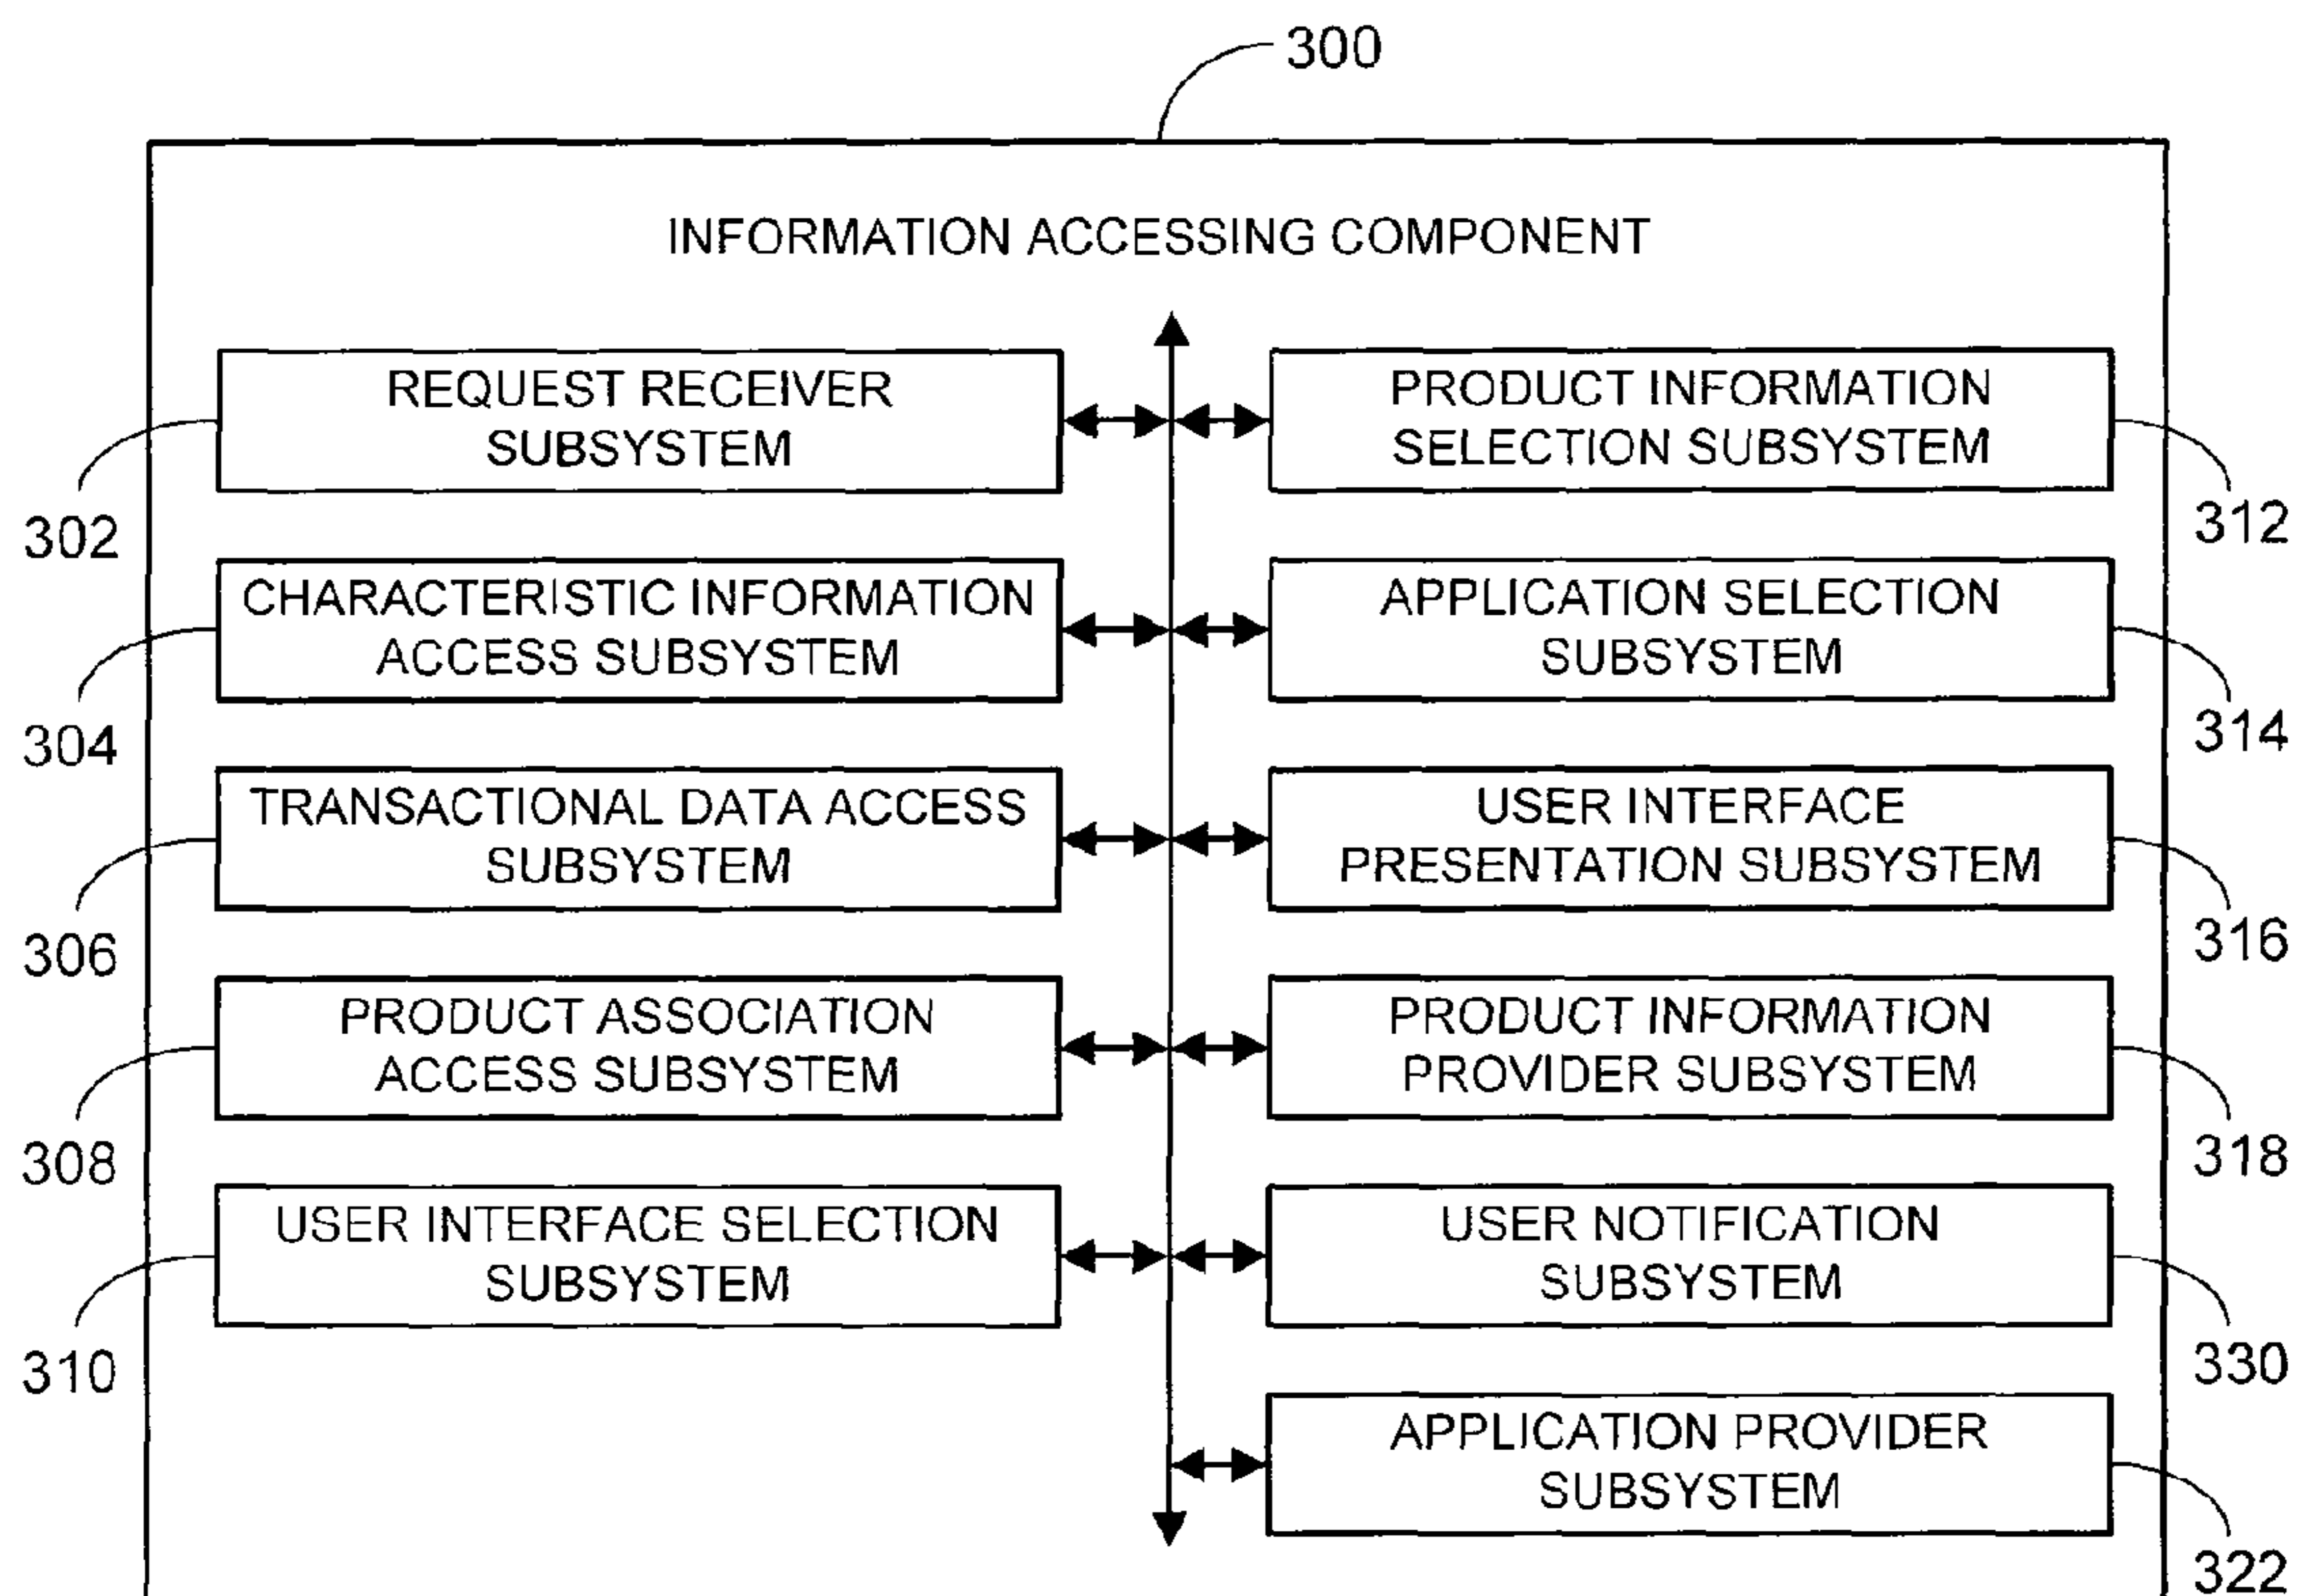 300
INFORMATION ACCESSING COMPONENT
REQUEST RECEIVER
SUBSYSTEM
302
CHARACTERISTIC INFORMATION
ACCESS SUBSYSTEM
304
TRANSACTIONAL DATA ACCESS
SUBSYSTEM
306
PRODUCT ASSOCIATION
ACCESS SUBSYSTEM
308
USER INTERFACE SELECTION
SUBSYSTEM
310
PRODUCT INFORMATION
SELECTION SUBSYSTEM
312
APPLICATION SELECTION
SUBSYSTEM
314
USER INTERFACE
PRESENTATION SUBSYSTEM
316
PRODUCT INFORMATION
PROVIDER SUBSYSTEM
318
USER NOTIFICATION
SUBSYSTEM
330
APPLICATION PROVIDER
SUBSYSTEM
322